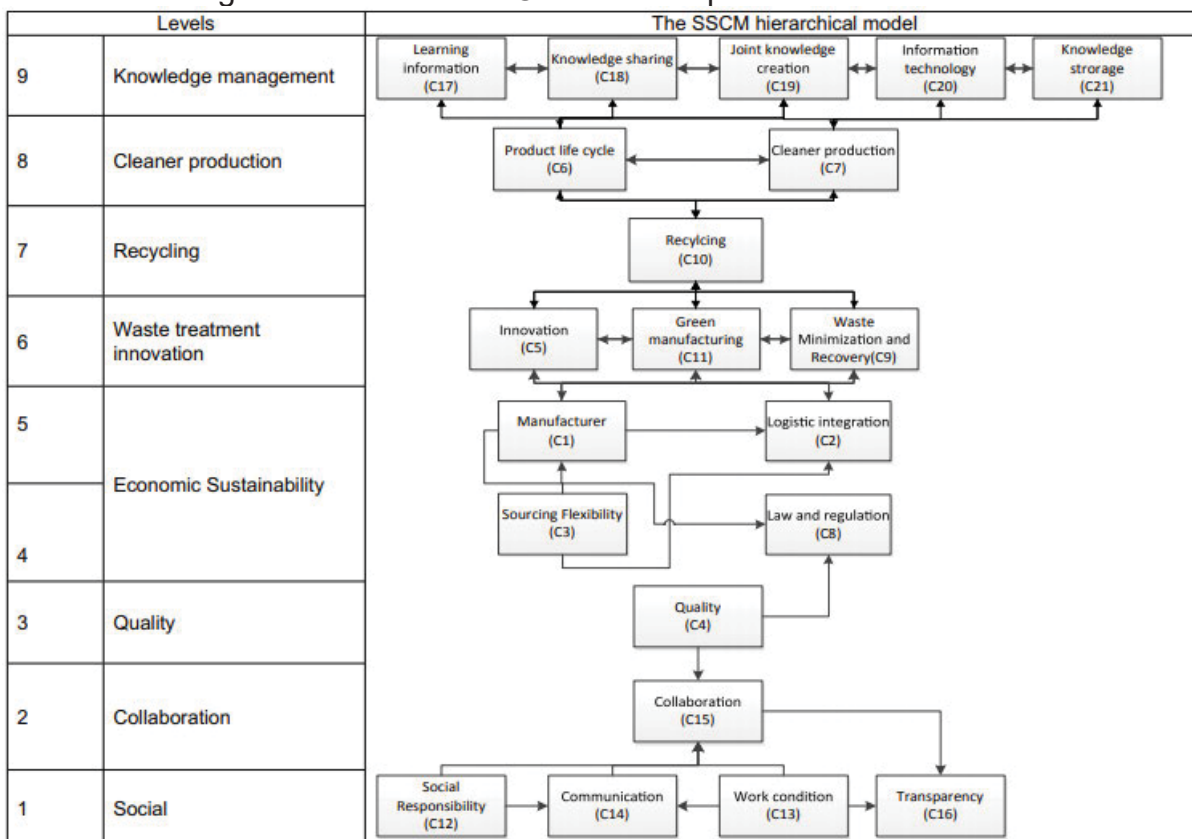 Levels
The SSCM hierarchical model
9
Knowledge management
Learning
information
(C17)
Knowledge sharing
(C18)
Joint knowledge
creation
(C19)
Information
technology
(C20)
Knowledge
strorage
(C21)
8
Cleaner production
Product life cycle
(C6)
Cleaner production
(C7)
7
Recycling
Recylcing
(C10)
6
Waste treatment
innovation
Innovation
(C5)
Green
manufacturing
(C11)
Waste
Minimization and
Recovery(C9)
5
Economic Sustainability
Manufacturer
(C1)
Logistic integration
(C2)
4
Sourcing Flexibility
(C3)
Law and regulation
(C8)
3
Quality
Quality
(C4)
2
Collaboration
Collaboration
(C15)
1
Social
Social
Responsibility
(C12)
Communication
(C14)
Work condition
(C13)
Transparency
(C16)